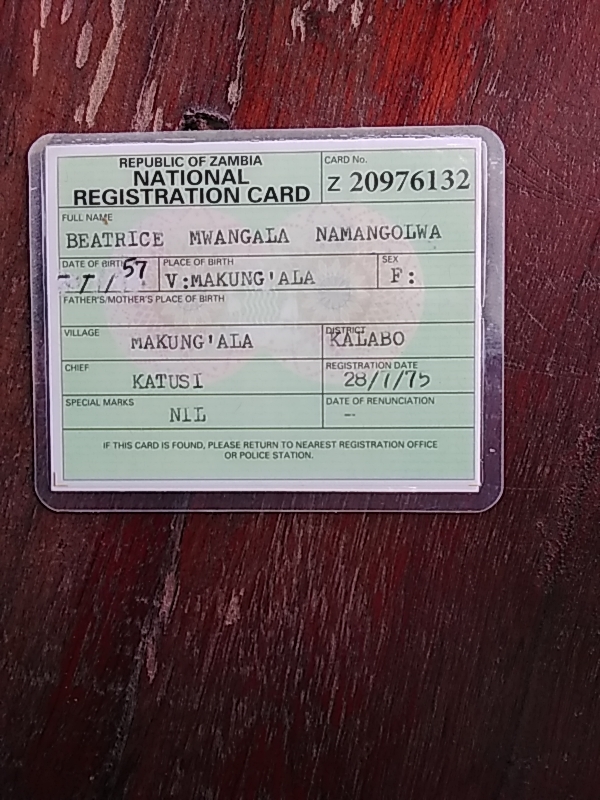 REPUBLIC OF ZAMBIA
NATIONAL
REGISTRATION CARD
CARD No.
Z 20976132
FULL NAME
BEATRICE MWANGALA NAMANGOLWA
DATE OF BIRTH
57
PLACE OF BIRTH
V:MAKUNG'ALA
SEX
F:
FATHER'S/MOTHER'S PLACE OF BIRTH
VILLAGE
MAKUNG'ALA
DISTRICT
KALABO
CHIEF
KATUSI
REGISTRATION DATE
28/7/75
SPECIAL MARKS
NIL
DATE OF RENUNCIATION
--
IF THIS CARD IS FOUND, PLEASE RETURN TO NEAREST REGISTRATION OFFICE
OR POLICE STATION.